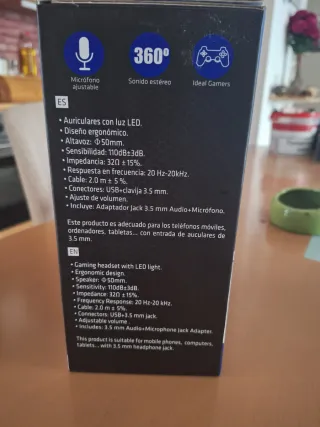 Micrófono
ajustable
360º
Sonido estéreo
Ideal Gamers
ES
• Auriculares con luz LED.
• Diseño ergonómico.
• Altavoz: Φ50mm.
• Sensibilidad: 110dB±3dB.
• Impedancia: 32Ω ± 15%.
• Respuesta en frecuencia: 20 Hz-20kHz.
• Cable: 2.0 m ± 5 %.
• Conectores: USB+clavija 3.5 mm.
• Ajuste de volumen.
• Incluye: Adaptador Jack 3.5 mm Audio+Micrófono.
Este producto es adecuado para los teléfonos móviles,
ordenadores, tabletas... con entrada de auculares de
3.5 mm.
EN
• Gaming headset with LED light.
• Ergonomic design.
• Speaker: Φ50mm.
• Sensitivity: 110dB±3dB.
• Impedance: 32Ω ± 15%.
• Frequency Response: 20 Hz-20 kHz.
• Cable: 2.0 m ± 5%.
• Connectors: USB+3.5 mm jack.
• Adjustable volume.
• Includes: 3.5 mm Audio+Microphone Jack Adapter.
This product is suitable for mobile phones, computers,
tablets... with 3.5 mm headphone jack.